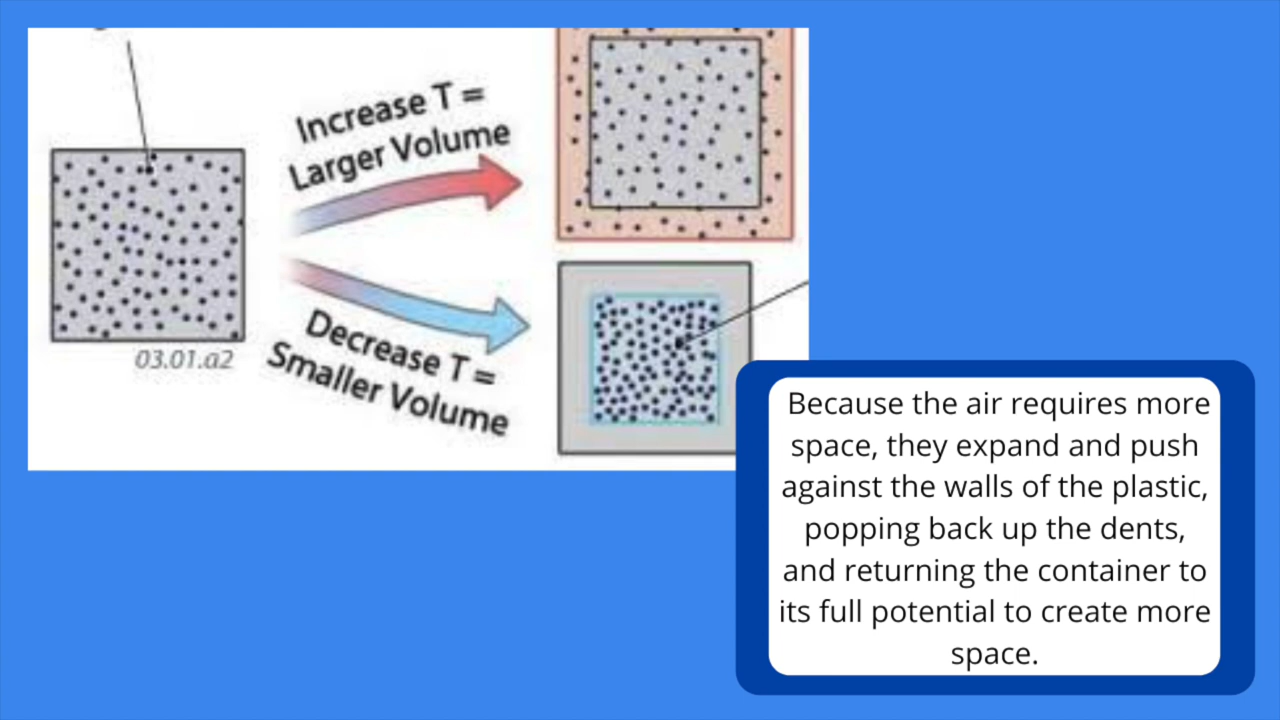 Increase T =
Larger Volume
03.01.a2
Decrease T =
Smaller Volume
Because the air requires more
space, they expand and push
against the walls of the plastic,
popping back up the dents,
and returning the container to
its full potential to create more
space.